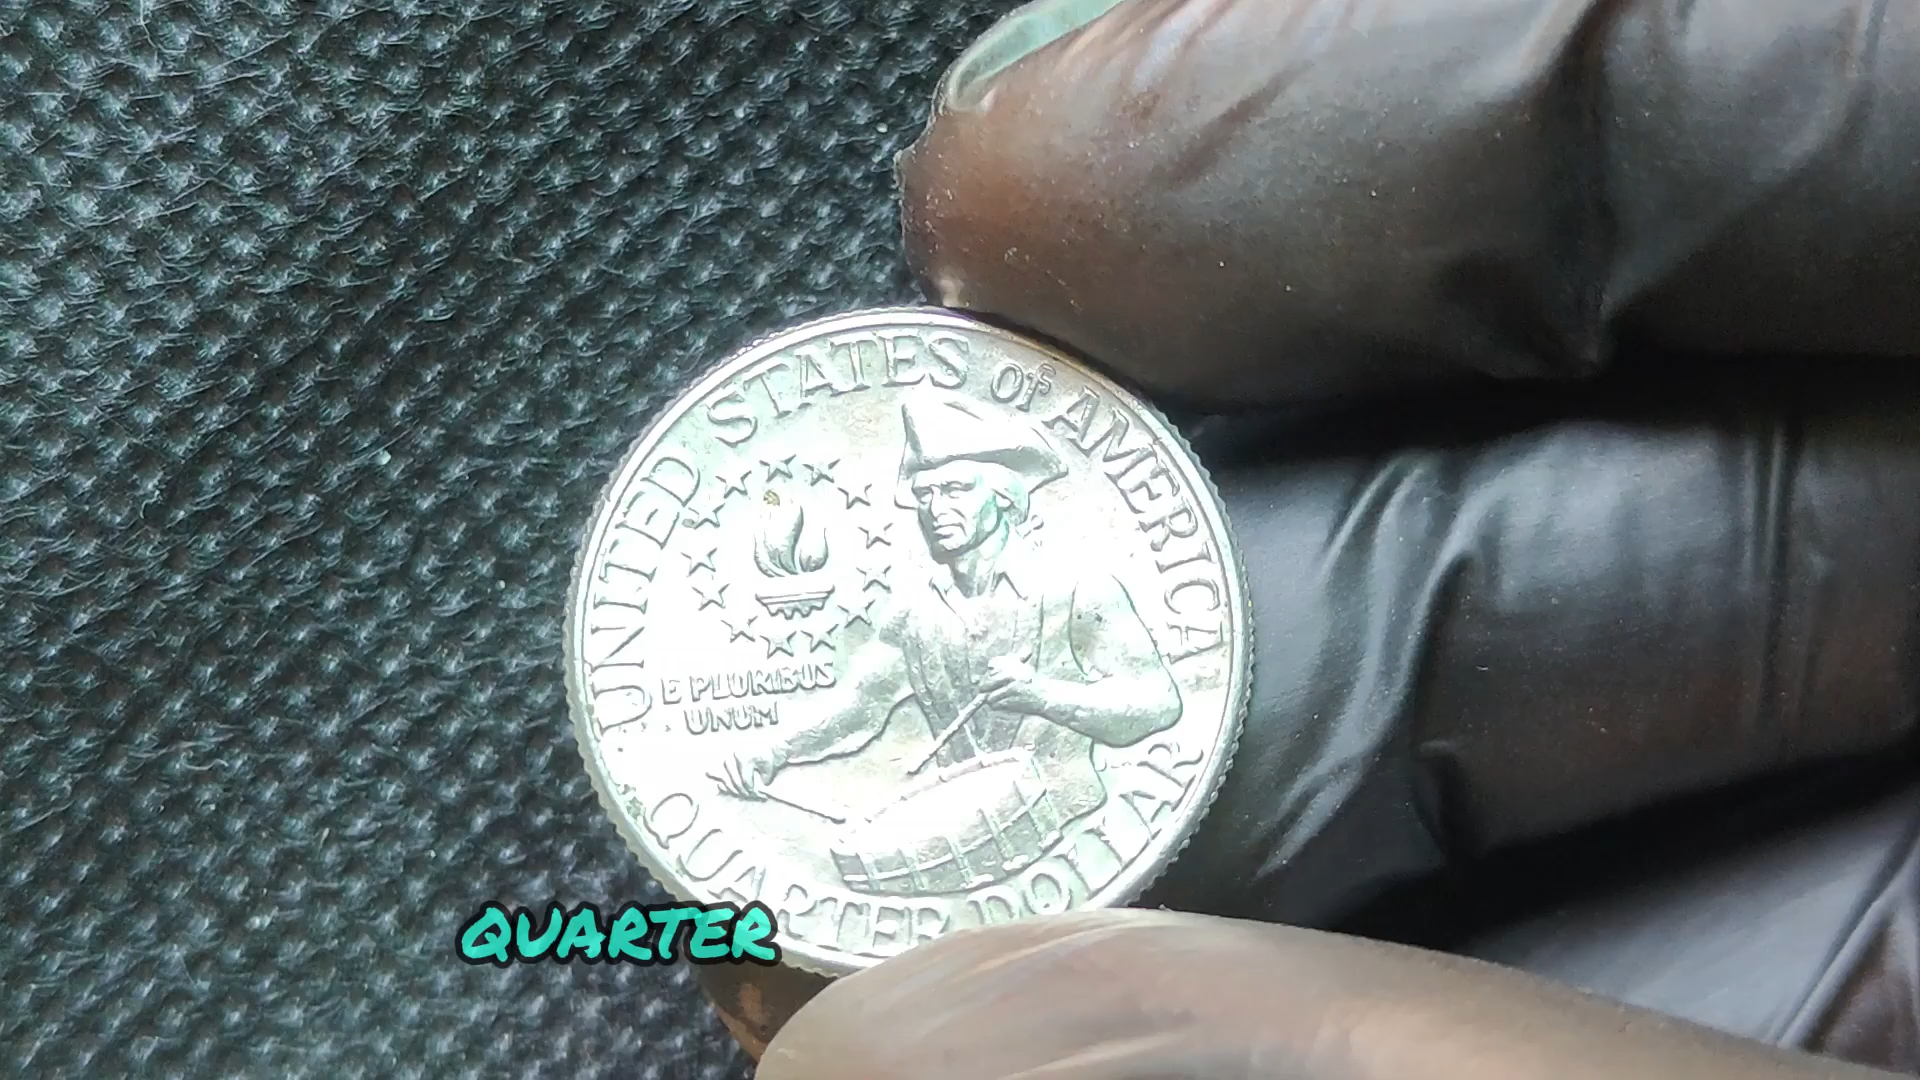 UNITED STATES of AMERICA
E PLURIBUS
UNUM
QUARTER DOLLAR
QUARTER